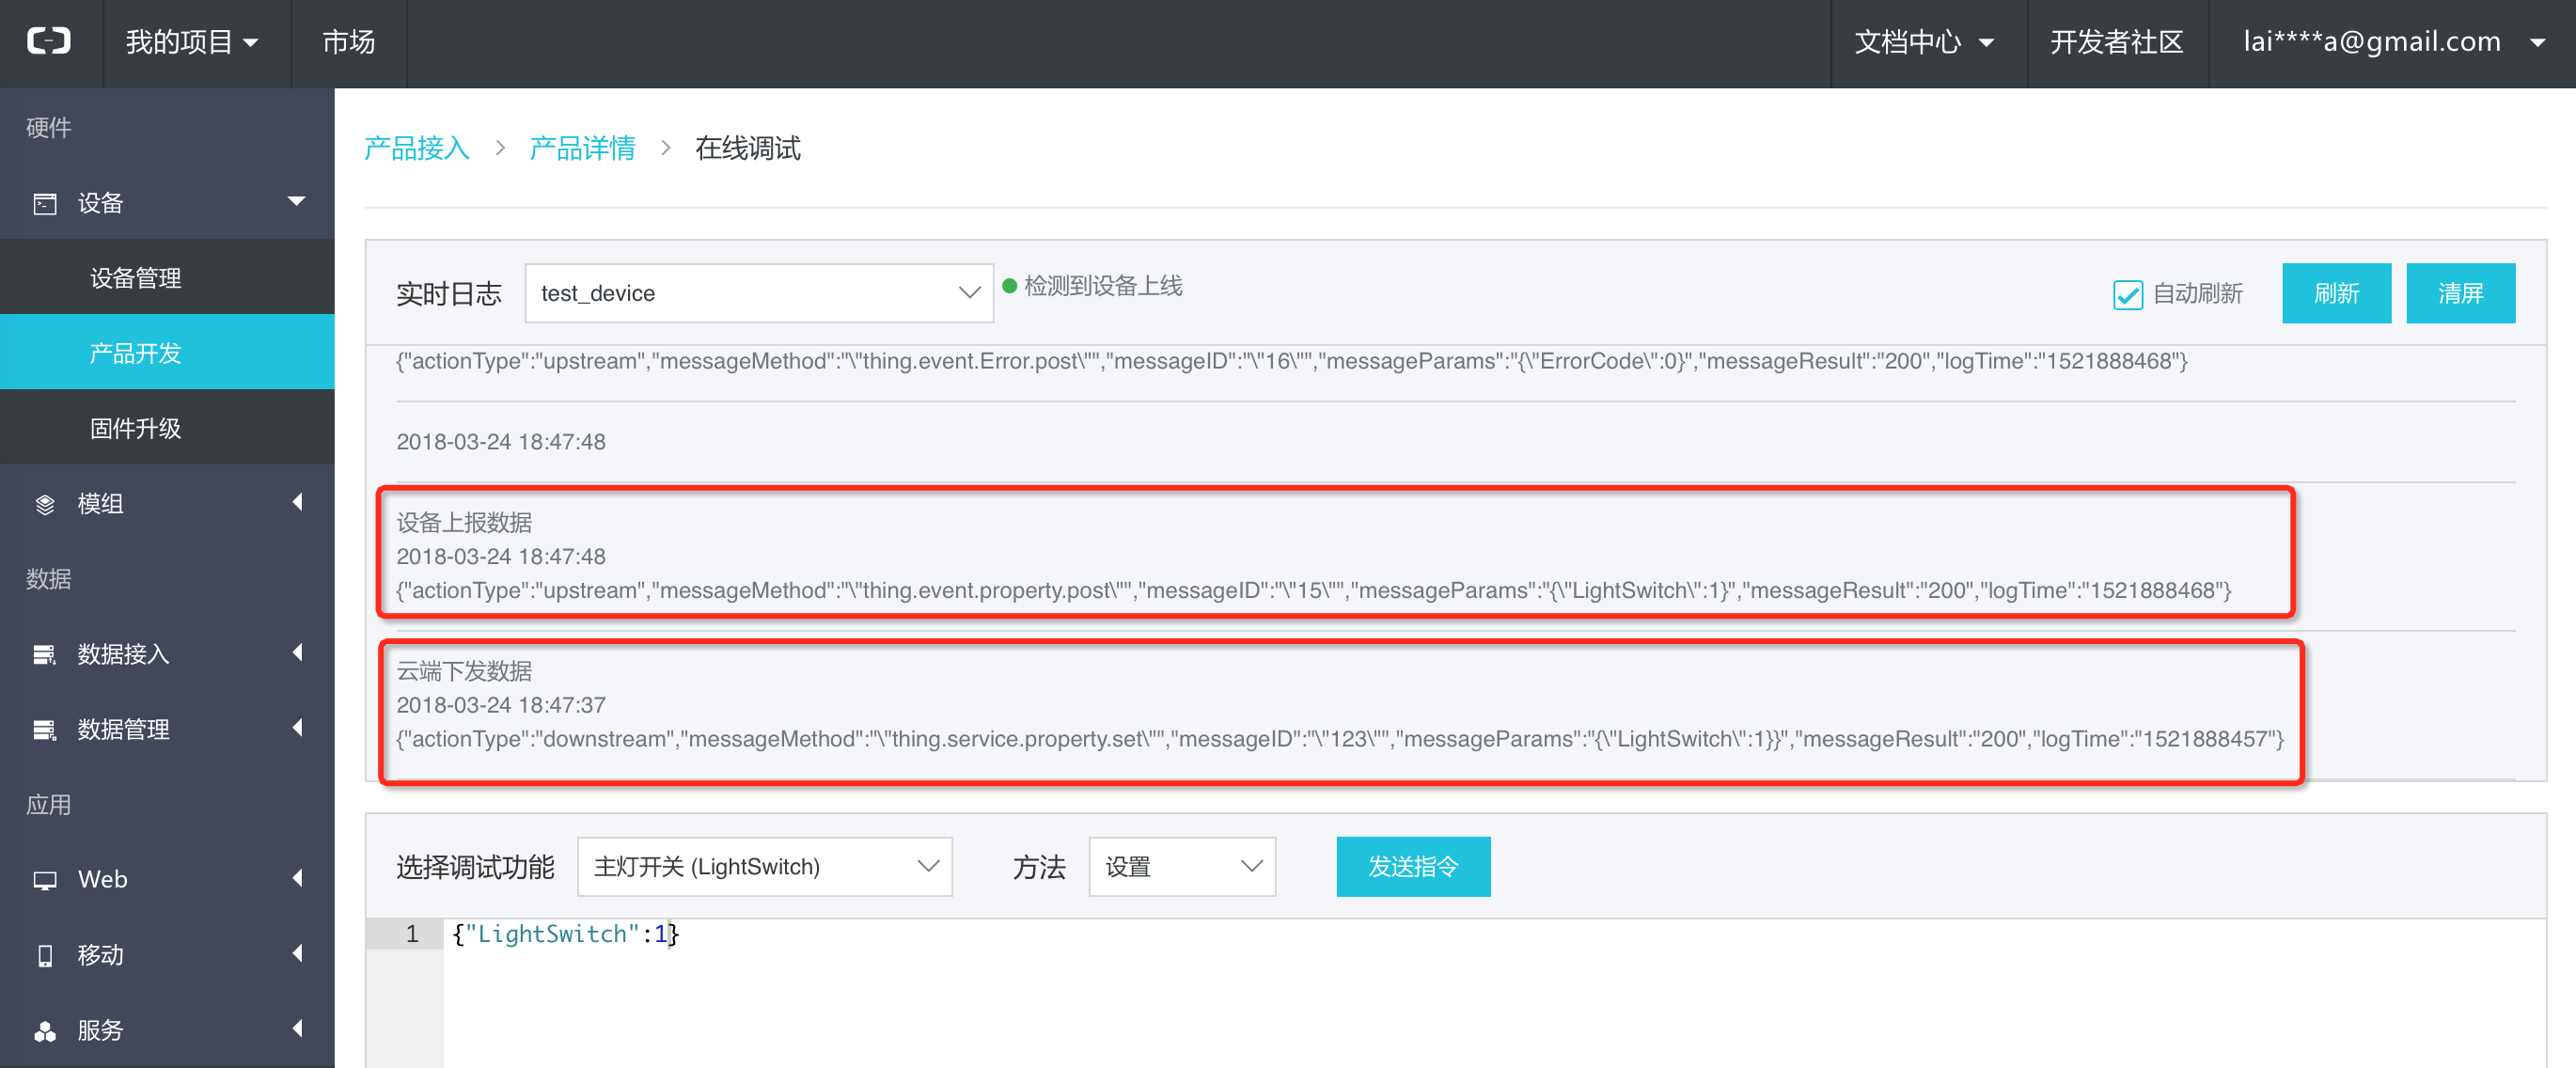 我的项目
市场
文档中心
开发者社区
lai****a@gmail.com
硬件
设备
设备管理
产品开发
固件升级
模组
数据
数据接入
数据管理
应用
Web
移动
服务
产品接入 > 产品详情 > 在线调试
实时日志 test_device 检测到设备上线 自动刷新 刷新 清屏
{"actionType":"upstream","messageMethod":"\"thing.event.Error.post\"","messageID":"\"16\"","messageParams":"{\"ErrorCode\":0}","messageResult":"200","logTime":"1521888468"}
2018-03-24 18:47:48
设备上报数据
2018-03-24 18:47:48
{"actionType":"upstream","messageMethod":"\"thing.event.property.post\"","messageID":"\"15\"","messageParams":"{\"LightSwitch\":1}","messageResult":"200","logTime":"1521888468"}
云端下发数据
2018-03-24 18:47:37
{"actionType":"downstream","messageMethod":"\"thing.service.property.set\"","messageID":"\"123\"","messageParams":"{\"LightSwitch\":1}}","messageResult":"200","logTime":"1521888457"}
选择调试功能 主灯开关 (LightSwitch) 方法 设置 发送指令
1 {"LightSwitch":1}